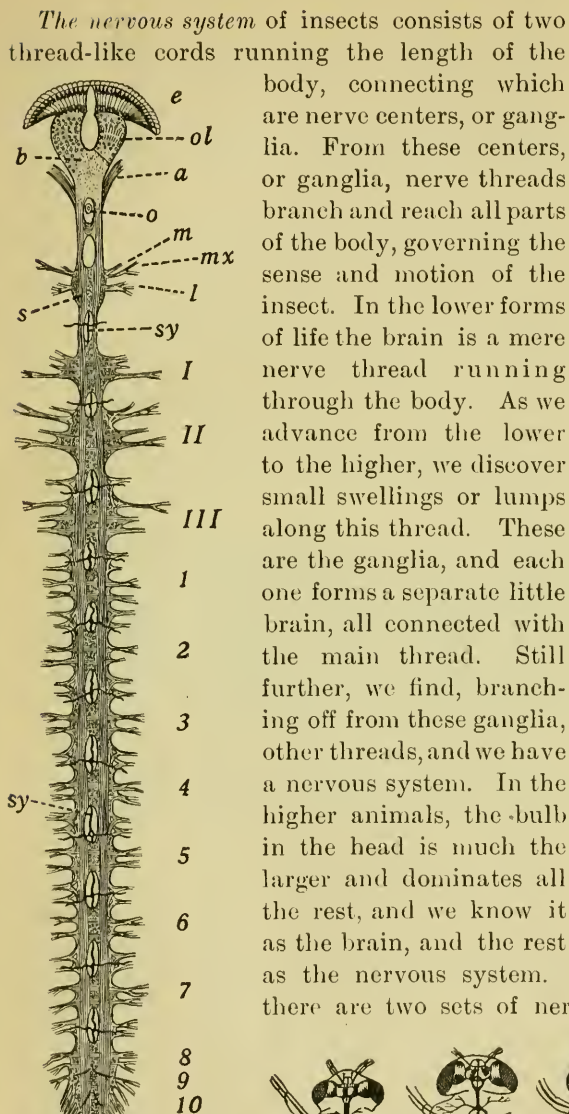 The nervous system of insects consists of two
thread-like cords running the length of the
body, connecting which
are nerve centers, or gang-
lia. From these centers,
or ganglia, nerve threads
branch and reach all parts
of the body, governing the
sense and motion of the
insect. In the lower forms
of life the brain is a mere
nerve thread running
through the body. As we
advance from the lower
to the higher, we discover
small swellings or lumps
along this thread. These
are the ganglia, and each
one forms a separate little
brain, all connected with
the main thread. Still
further, we find, branch-
ing off from these ganglia,
other threads, and we have
a nervous system. In the
higher animals, the bulb
in the head is much the
larger and dominates all
the rest, and we know it
as the brain, and the rest
as the nervous system.
there are two sets of ner
e
ol
b
a
o
m
mx
l
s
sy
I
II
III
1
2
3
4
sy
5
6
7
8
9
10